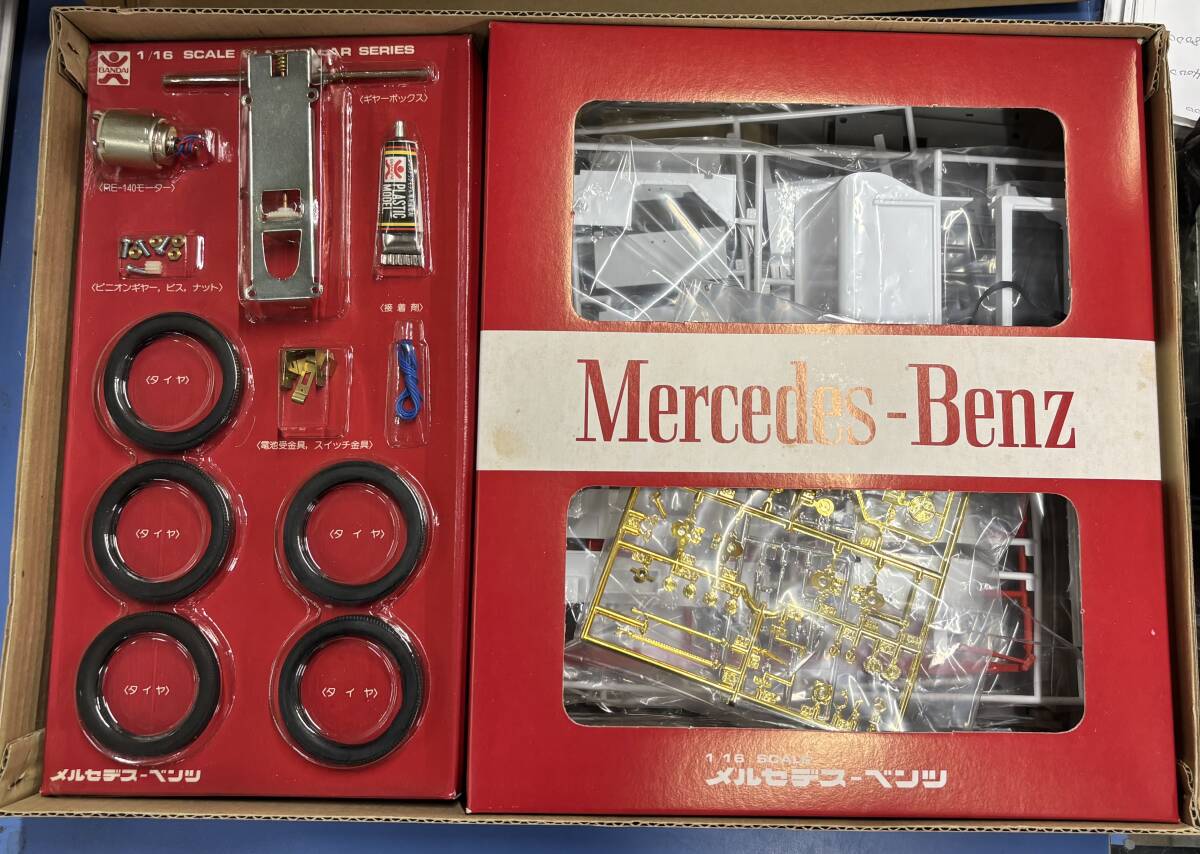 BANDAI
1/16 SCALE
AR SERIES
〈ギヤーボックス〉
〈RE-140モーター〉
PLASTIC
MODEL
〈ピニオンギヤー, ビス, ナット〉
〈接着剤〉
〈タイヤ〉
〈電池受金具, スイッチ金具〉
〈タイヤ〉
〈タイヤ〉
〈タイヤ〉
〈タイヤ〉
メルセデス-ベンツ
Mercedes-Benz
1 16 SCALE
メルセデス-ベンツ